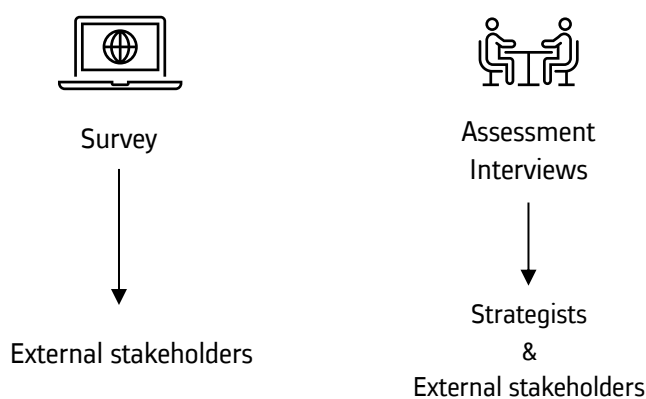 Survey
External stakeholders
Assessment
Interviews
Strategists
&
External stakeholders